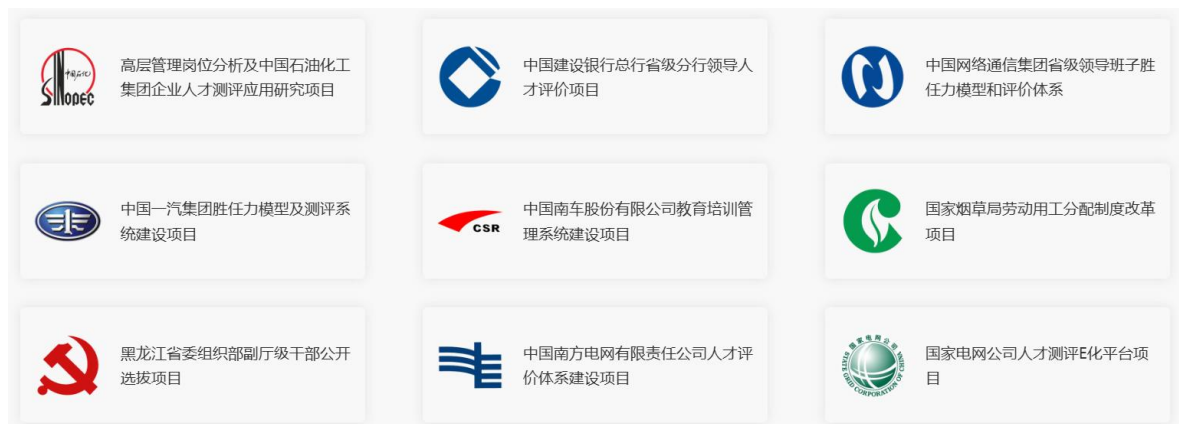 中国石化
SINOPEC
高层管理岗位分析及中国石油化工
集团企业人才测评应用研究项目
中国建设银行总行省级分行领导人
才评价项目
中国网络通信集团省级领导班子胜
任力模型和评价体系
中国一汽集团胜任力模型及测评系
统建设项目
CSR
中国南车股份有限公司教育培训管
理系统建设项目
国家烟草局劳动用工分配制度改革
项目
黑龙江省委组织部副厅级干部公开
选拔项目
中国南方电网有限责任公司人才评
价体系建设项目
国家电网公司
STATE GRID CORPORATION OF CHINA
国家电网公司人才测评E化平台项
目